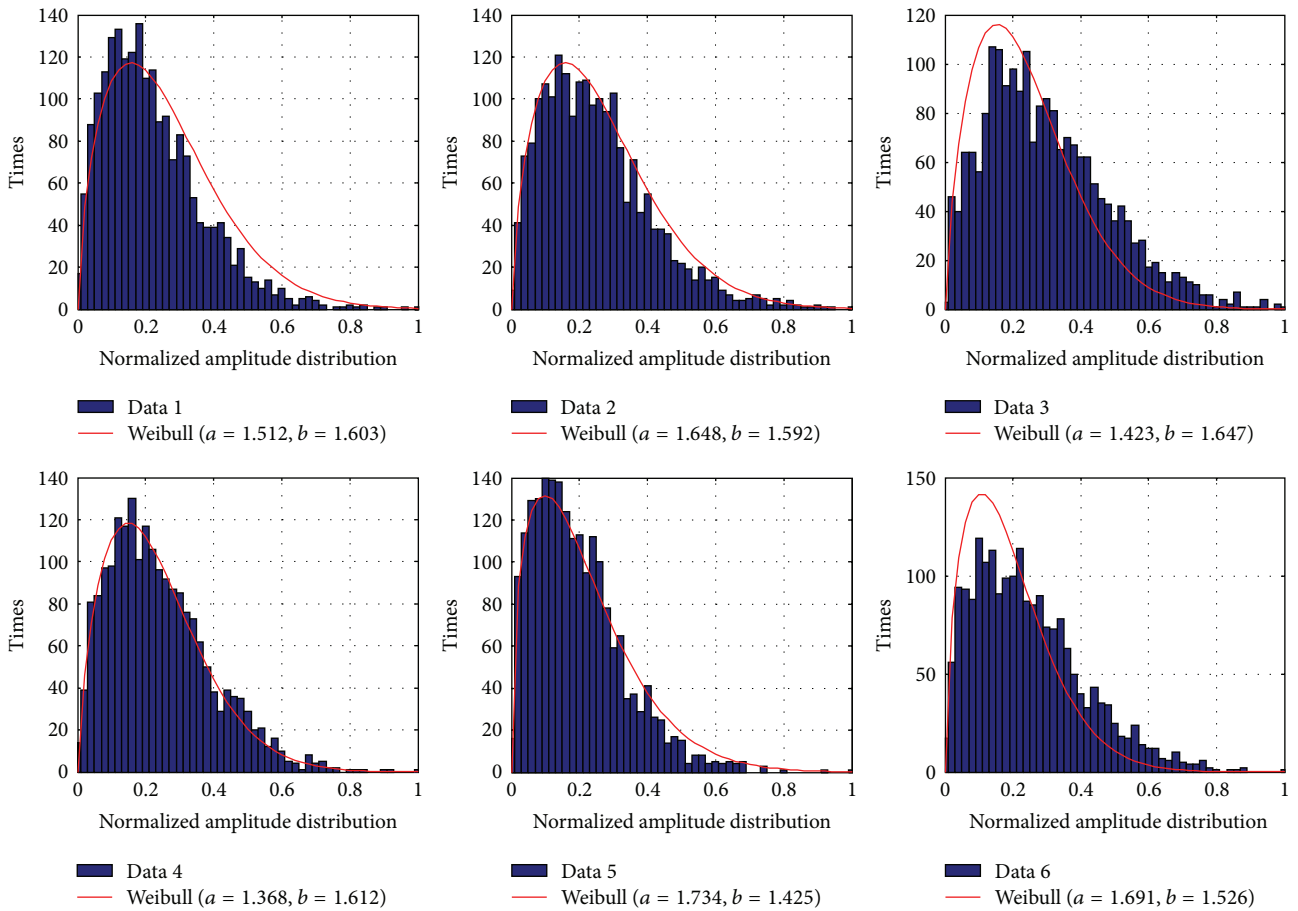 140
120
100
80
60
40
20
0
Times
0 0.2 0.4 0.6 0.8 1
Normalized amplitude distribution
Data 1
Weibull (a = 1.512, b = 1.603)
140
120
100
80
60
40
20
0
Times
0 0.2 0.4 0.6 0.8 1
Normalized amplitude distribution
Data 2
Weibull (a = 1.648, b = 1.592)
120
100
80
60
40
20
0
Times
0 0.2 0.4 0.6 0.8 1
Normalized amplitude distribution
Data 3
Weibull (a = 1.423, b = 1.647)
140
120
100
80
60
40
20
0
Times
0 0.2 0.4 0.6 0.8 1
Normalized amplitude distribution
Data 4
Weibull (a = 1.368, b = 1.612)
140
120
100
80
60
40
20
0
Times
0 0.2 0.4 0.6 0.8 1
Normalized amplitude distribution
Data 5
Weibull (a = 1.734, b = 1.425)
150
100
50
0
Times
0 0.2 0.4 0.6 0.8 1
Normalized amplitude distribution
Data 6
Weibull (a = 1.691, b = 1.526)